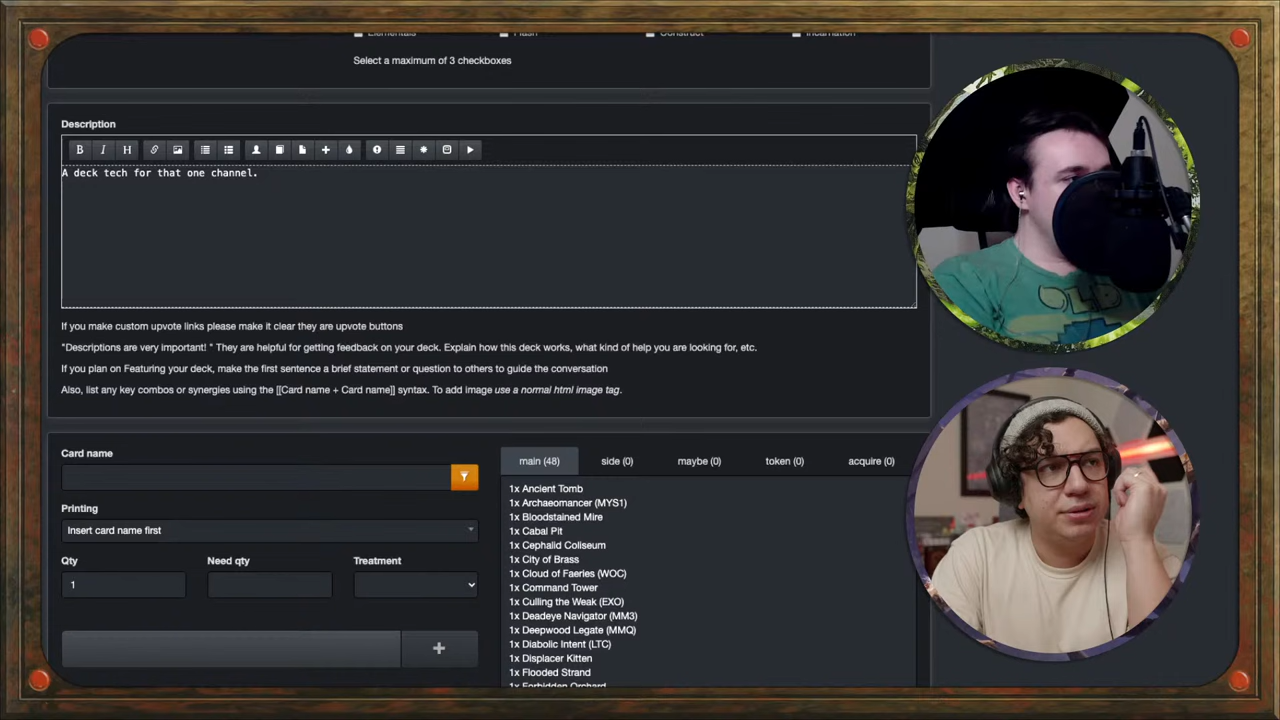 Elementals Flash Construct Incarnation
Select a maximum of 3 checkboxes
Description
B I H
A deck tech for that one channel.
If you make custom upvote links please make it clear they are upvote buttons
"Descriptions are very important! " They are helpful for getting feedback on your deck. Explain how this deck works, what kind of help you are looking for, etc.
If you plan on Featuring your deck, make the first sentence a brief statement or question to others to guide the conversation
Also, list any key combos or synergies using the [[Card name + Card name]] syntax. To add image use a normal html image tag.
Card name
Printing
Insert card name first
Qty Need qty Treatment
1
+
main (48) side (0) maybe (0) token (0) acquire (0)
1x Ancient Tomb
1x Archaeomancer (MYS1)
1x Bloodstained Mire
1x Cabal Pit
1x Cephalid Coliseum
1x City of Brass
1x Cloud of Faeries (WOC)
1x Command Tower
1x Culling the Weak (EXO)
1x Deadeye Navigator (MM3)
1x Deepwood Legate (MMQ)
1x Diabolic Intent (LTC)
1x Displacer Kitten
1x Flooded Strand
1x Forbidden Orchard